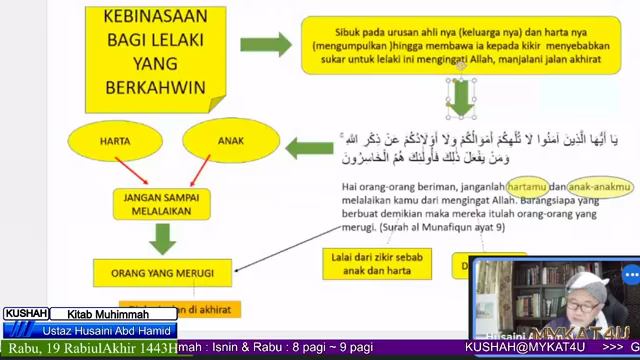 KEBINASAAN
BAGI LELAKI
YANG
BERKAHWIN
Sibuk pada urusan ahli nya (keluarga nya) dan harta nya
(mengumpulkan )hingga membawa ia kepada kikir menyebabkan
sukar untuk lelaki ini mengingati Allah, manjalani jalan akhirat
HARTA
ANAK
يَا أَيُّهَا الَّذِينَ آمَنُوا لَا تُلْهِكُمْ أَمْوَالُكُمْ وَلَا أَوْلَادُكُمْ عَنْ ذِكْرِ اللَّهِ ۚ
وَمَنْ يَفْعَلْ ذَٰلِكَ فَأُولَٰئِكَ هُمُ الْخَاسِرُونَ
Hai orang-orang beriman, janganlah hartamu dan anak-anakmu
melalaikan kamu dari mengingat Allah. Barangsiapa yang
berbuat demikian maka mereka itulah orang-orang yang
merugi. (Surah al Munafiqun ayat 9)
JANGAN SAMPAI
MELALAIKAN
Lalai dari zikir sebab
anak dan harta
ORANG YANG MERUGI
di akhirat
KUSHAH
Kitab Muhimmah
Ustaz Husaini Abd Hamid
MYKAT4U
Rabu, 19 RabiulAkhir 1443H
mah : Isnin & Rabu : 8 pagi ~ 9 pagi
KUSHAH@MYKAT4U >>> G